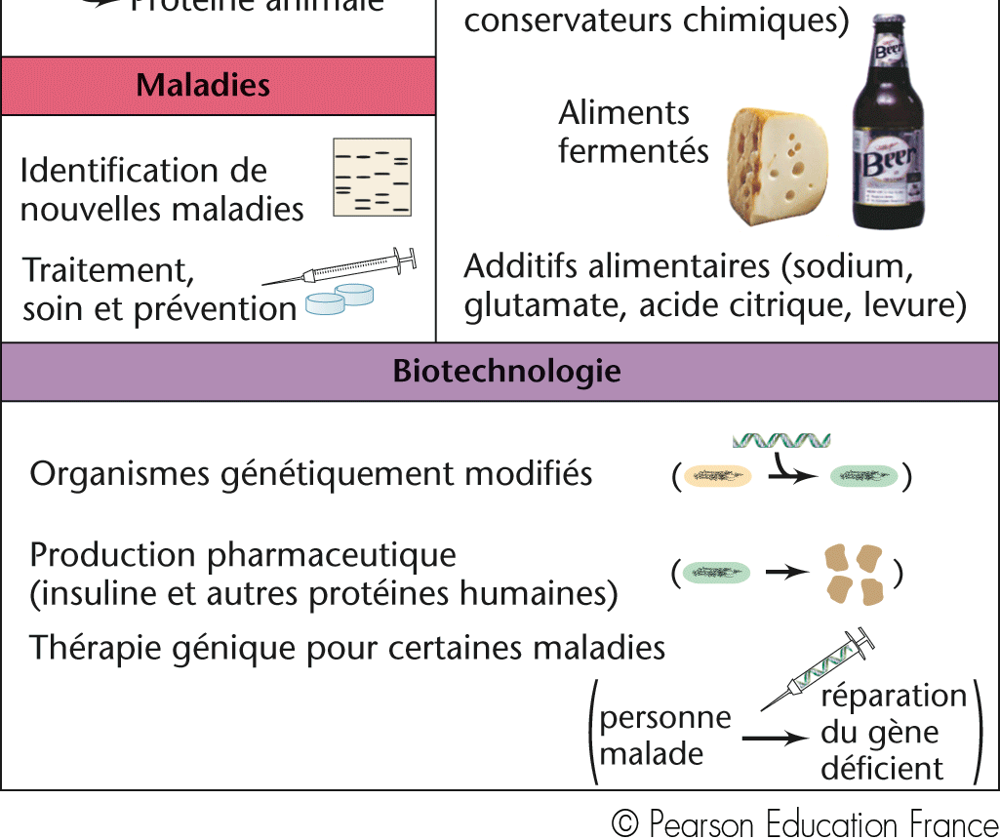 Protéine animale
Maladies
Identification de
nouvelles maladies
Traitement,
soin et prévention
conservateurs chimiques)
Aliments
fermentés
Beer
Beer
Additifs alimentaires (sodium,
glutamate, acide citrique, levure)
Biotechnologie
Organismes génétiquement modifiés
( )
Production pharmaceutique
(insuline et autres protéines humaines)
( )
Thérapie génique pour certaines maladies
(personne
malade
réparation
du gène
déficient)
© Pearson Education France